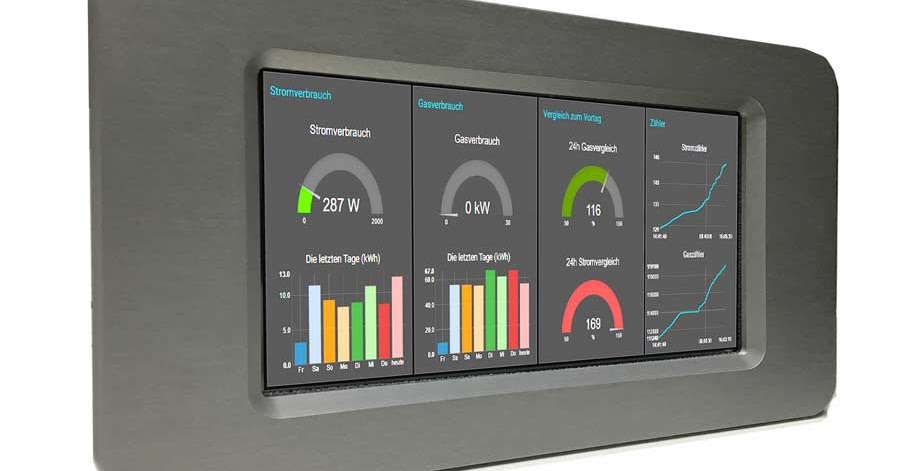 Stromverbrauch
Stromverbrauch
287 W
0 2000
Die letzten Tage (kWh)
13.0
10.0
5.0
0.0
Fr Sa So Mo Di Mi Do heute
Gasverbrauch
Gasverbrauch
0 kW
0 30
Die letzten Tage (kWh)
67.0
60.0
40.0
20.0
0.0
Fr Sa So Mo Di Mi Do heute
Vergleich zum Vortag
24h Gasvergleich
116
50 % 150
24h Stromvergleich
169
50 % 150
Zähler
Stromzähler
Gaszähler